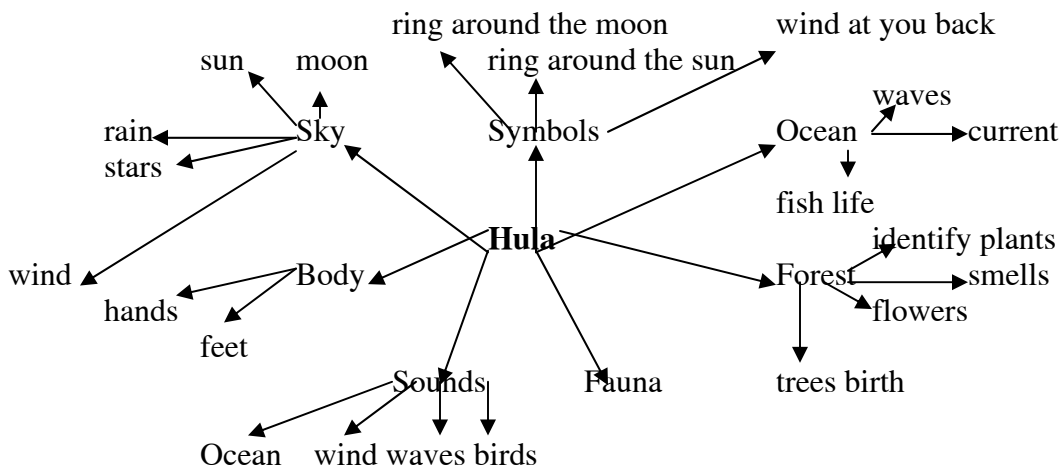 ring around the moon wind at you back
sun moon ring around the sun
waves
rain Sky Symbols Ocean current
stars
fish life
Hula identify plants
wind Body Forest smells
hands flowers
feet
Sounds Fauna trees birth
Ocean wind waves birds